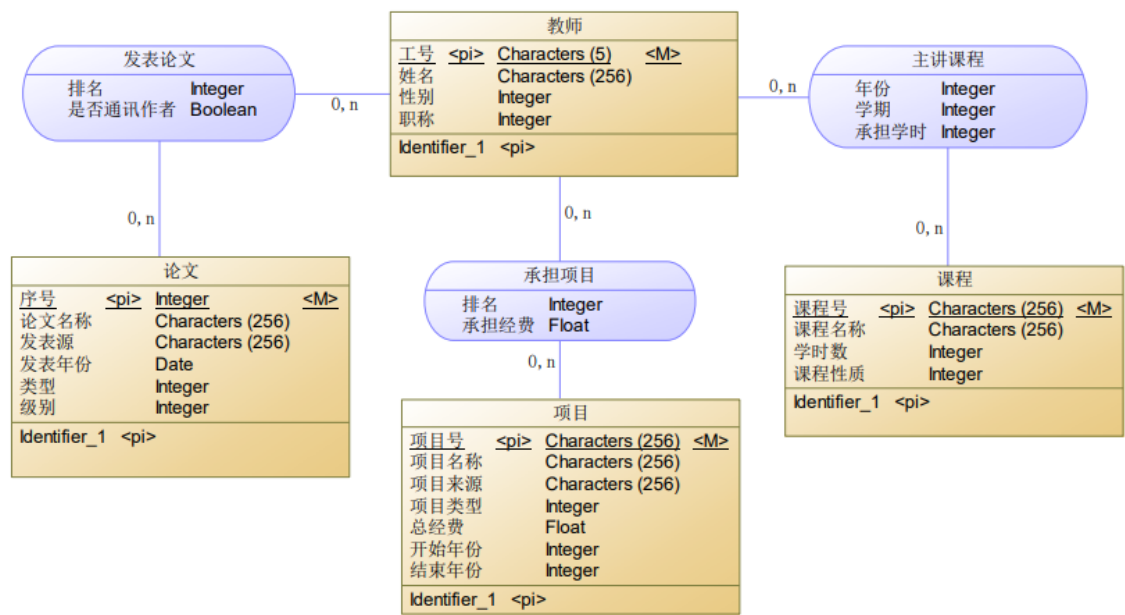 教师
工号 <pi> Characters (5) <M>
姓名 Characters (256)
性别 Integer
职称 Integer
Identifier_1 <pi>
发表论文
排名 Integer
是否通讯作者 Boolean
0,n
0,n
主讲课程
年份 Integer
学期 Integer
承担学时 Integer
0,n
0,n
0,n
论文
序号 <pi> Integer <M>
论文名称 Characters (256)
发表源 Characters (256)
发表年份 Date
类型 Integer
级别 Integer
Identifier_1 <pi>
承担项目
排名 Integer
承担经费 Float
0,n
课程
课程号 <pi> Characters (256) <M>
课程名称 Characters (256)
学时数 Integer
课程性质 Integer
Identifier_1 <pi>
项目
项目号 <pi> Characters (256) <M>
项目名称 Characters (256)
项目来源 Characters (256)
项目类型 Integer
总经费 Float
开始年份 Integer
结束年份 Integer
Identifier_1 <pi>